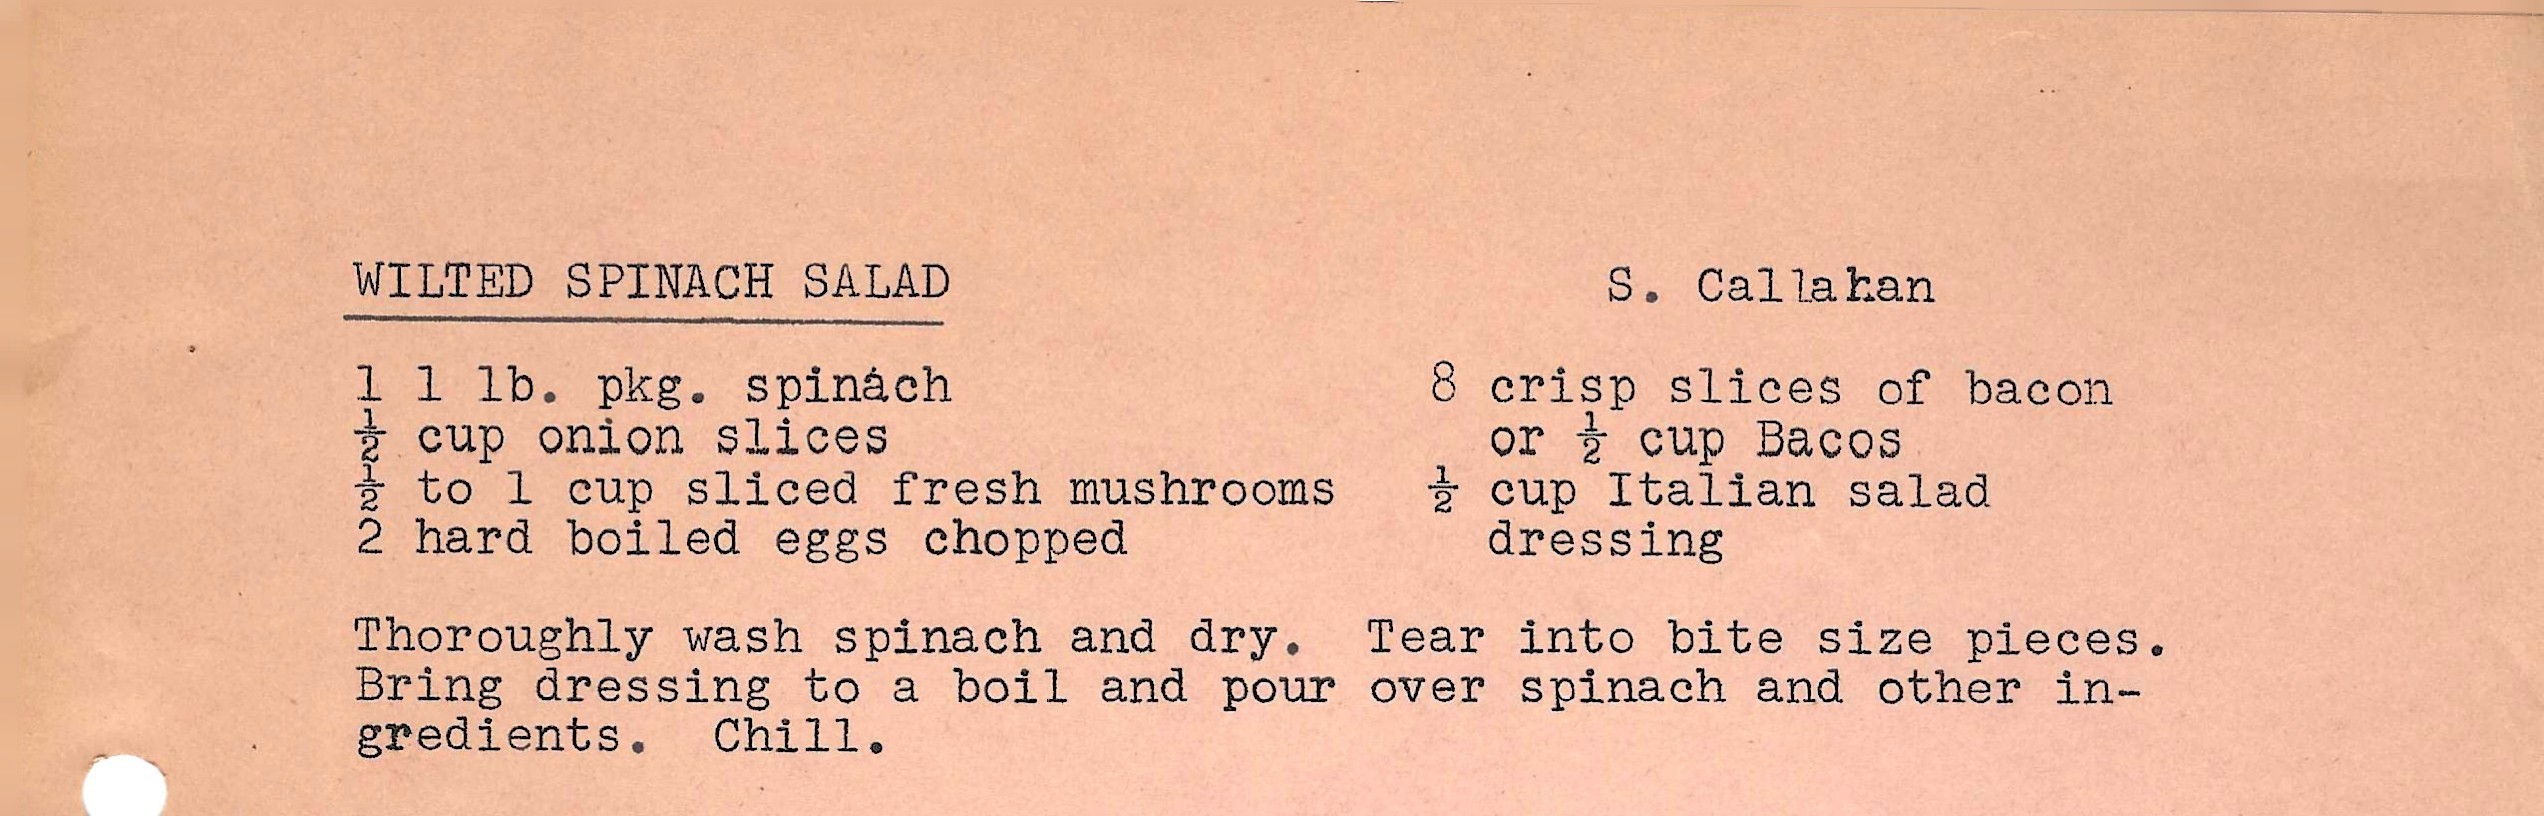 WILTED SPINACH SALAD S. Callahan
1 1 lb. pkg. spinach 8 crisp slices of bacon
½ cup onion slices or ½ cup Bacos
½ to 1 cup sliced fresh mushrooms ½ cup Italian salad
2 hard boiled eggs chopped dressing
Thoroughly wash spinach and dry. Tear into bite size pieces.
Bring dressing to a boil and pour over spinach and other in-
gredients. Chill.